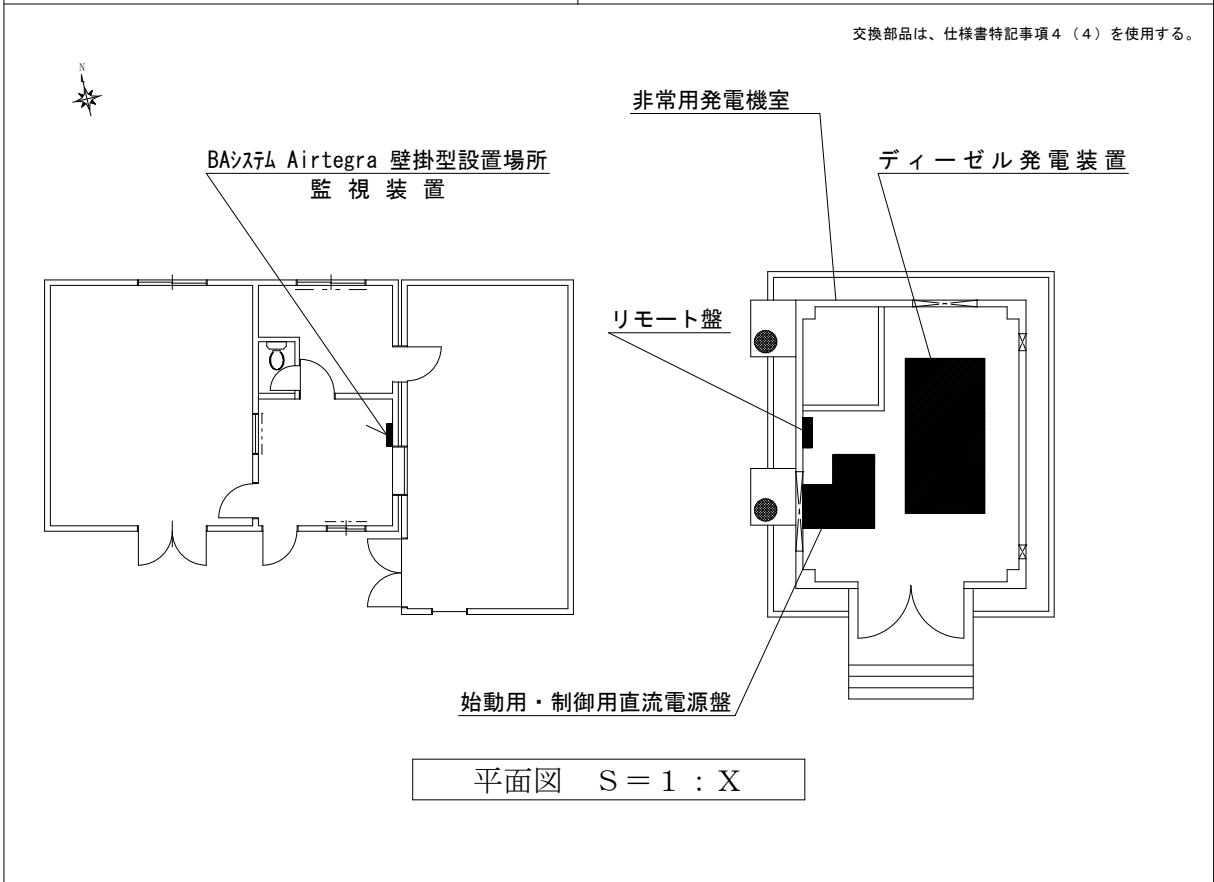 交換部品は、仕様書特記事項４（４）を使用する。
N
非常用発電機室
BAｼｽﾃﾑ Airtegra 壁掛型設置場所
監視装置
ディーゼル発電装置
リモート盤
始動用・制御用直流電源盤
平面図　Ｓ＝１：Ｘ